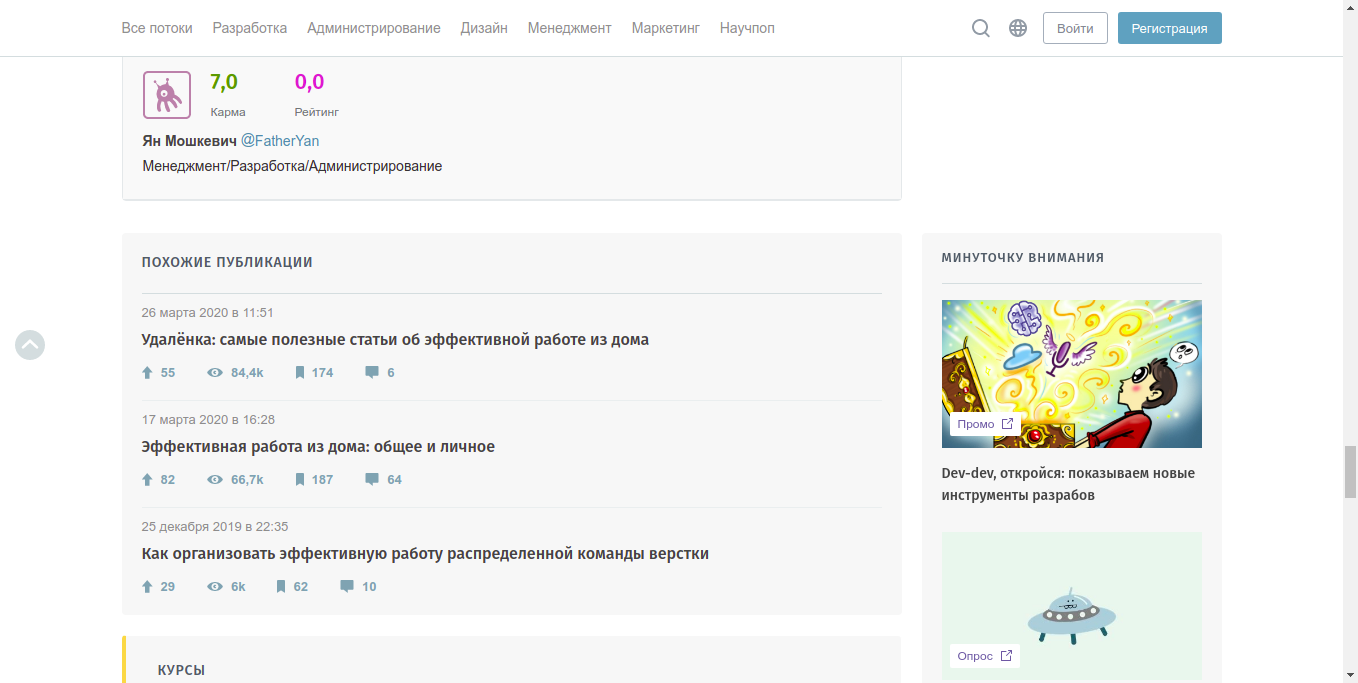 Все потоки Разработка Администрирование Дизайн Менеджмент Маркетинг Научпоп Войти Регистрация
7,0 0,0
Карма Рейтинг
Ян Мошкевич @FatherYan
Менеджмент/Разработка/Администрирование
ПОХОЖИЕ ПУБЛИКАЦИИ
26 марта 2020 в 11:51
Удалёнка: самые полезные статьи об эффективной работе из дома
55 84,4k 174 6
17 марта 2020 в 16:28
Эффективная работа из дома: общее и личное
82 66,7k 187 64
25 декабря 2019 в 22:35
Как организовать эффективную работу распределенной команды верстки
29 6k 62 10
КУРСЫ
МИНУТОЧКУ ВНИМАНИЯ
Промо
Dev-dev, откройся: показываем новые
инструменты разрабов
Опрос